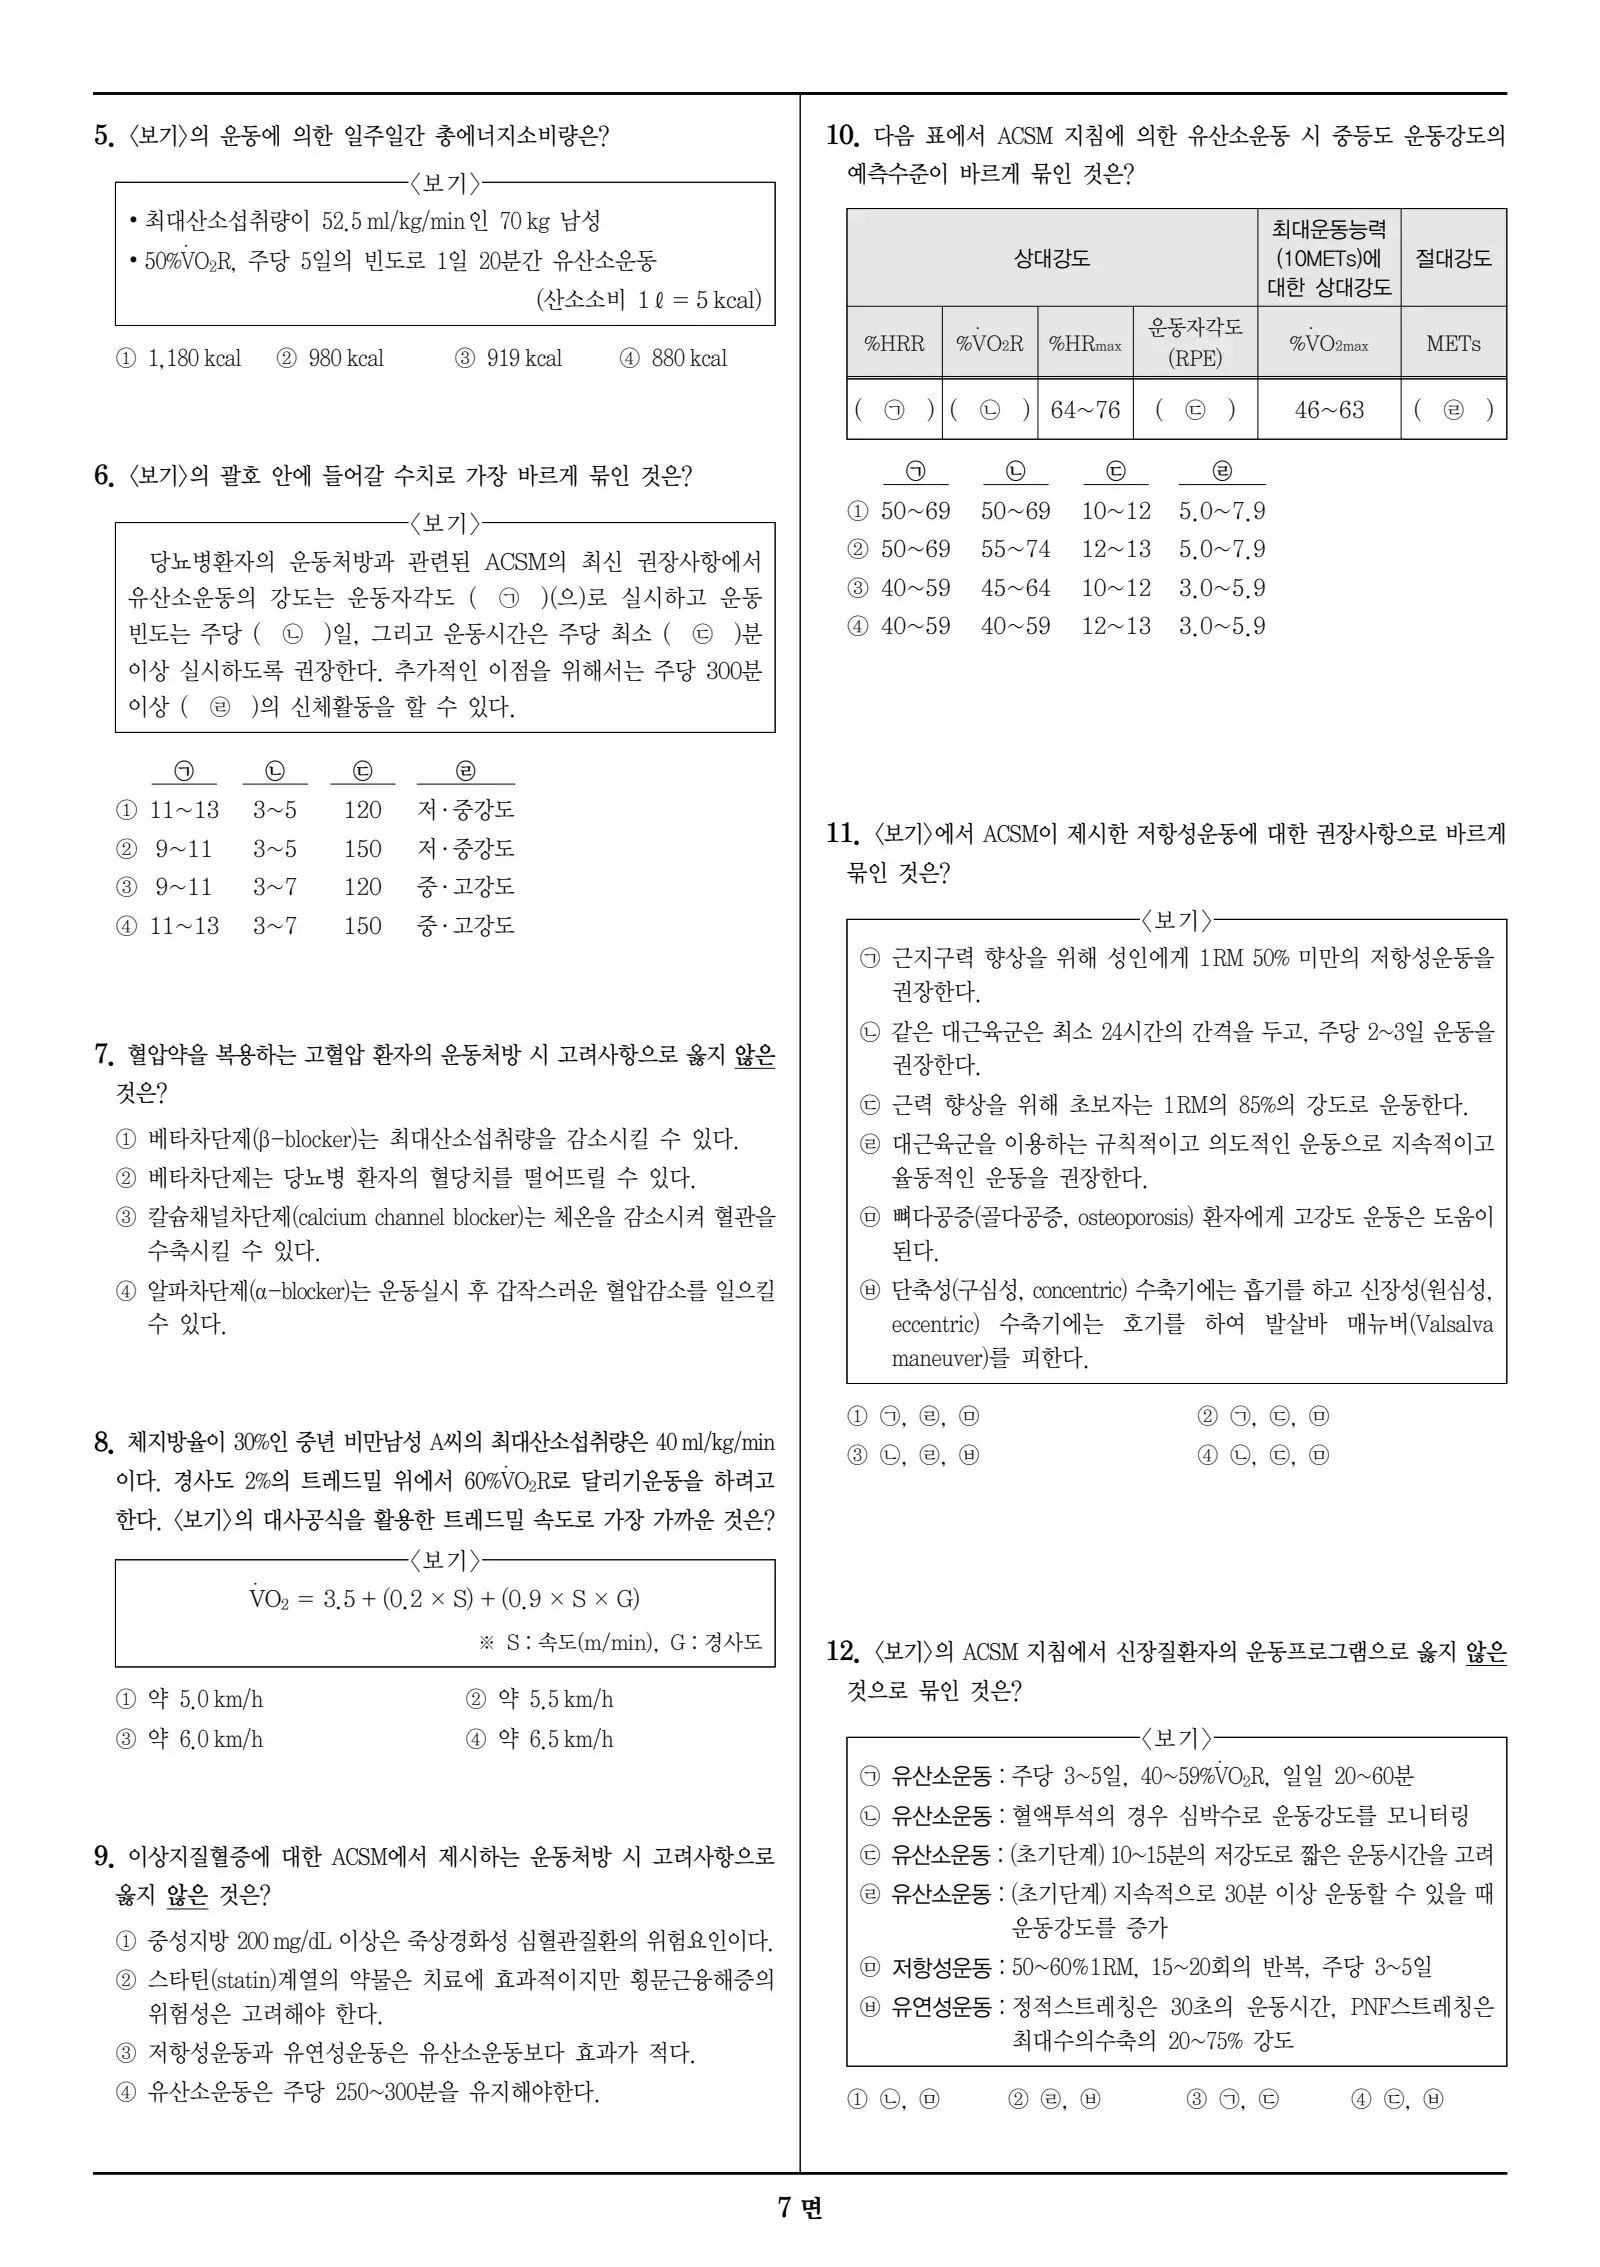 5. 〈보기〉의 운동에 의한 일주일간 총에너지소비량은?
〈보기〉
• 최대산소섭취량이 52.5 ml/kg/min인 70 kg 남성
• 50%V̇O₂R, 주당 5일의 빈도로 1일 20분간 유산소운동
(산소소비 1ℓ = 5 kcal)
① 1,180 kcal ② 980 kcal ③ 919 kcal ④ 880 kcal
6. 〈보기〉의 괄호 안에 들어갈 수치로 가장 바르게 묶인 것은?
〈보기〉
당뇨병환자의 운동처방과 관련된 ACSM의 최신 권장사항에서
유산소운동의 강도는 운동자각도 ( ㉠ )(으)로 실시하고 운동
빈도는 주당 ( ㉡ )일, 그리고 운동시간은 주당 최소 ( ㉢ )분
이상 실시하도록 권장한다. 추가적인 이점을 위해서는 주당 300분
이상 ( ㉣ )의 신체활동을 할 수 있다.
㉠ ㉡ ㉢ ㉣
① 11~13 3~5 120 저·중강도
② 9~11 3~5 150 저·중강도
③ 9~11 3~7 120 중·고강도
④ 11~13 3~7 150 중·고강도
7. 혈압약을 복용하는 고혈압 환자의 운동처방 시 고려사항으로 옳지 않은
것은?
① 베타차단제(β-blocker)는 최대산소섭취량을 감소시킬 수 있다.
② 베타차단제는 당뇨병 환자의 혈당치를 떨어뜨릴 수 있다.
③ 칼슘채널차단제(calcium channel blocker)는 체온을 감소시켜 혈관을
수축시킬 수 있다.
④ 알파차단제(α-blocker)는 운동실시 후 갑작스러운 혈압감소를 일으킬
수 있다.
8. 체지방율이 30%인 중년 비만남성 A씨의 최대산소섭취량은 40 ml/kg/min
이다. 경사도 2%의 트레드밀 위에서 60%V̇O₂R로 달리기운동을 하려고
한다. 〈보기〉의 대사공식을 활용한 트레드밀 속도로 가장 가까운 것은?
〈보기〉
V̇O₂ = 3.5 + (0.2 × S) + (0.9 × S × G)
※ S : 속도(m/min), G : 경사도
① 약 5.0 km/h ② 약 5.5 km/h
③ 약 6.0 km/h ④ 약 6.5 km/h
9. 이상지질혈증에 대한 ACSM에서 제시하는 운동처방 시 고려사항으로
옳지 않은 것은?
① 중성지방 200 mg/dL 이상은 죽상경화성 심혈관질환의 위험요인이다.
② 스타틴(statin)계열의 약물은 치료에 효과적이지만 횡문근융해증의
위험성은 고려해야 한다.
③ 저항성운동과 유연성운동은 유산소운동보다 효과가 적다.
④ 유산소운동은 주당 250~300분을 유지해야한다.
10. 다음 표에서 ACSM 지침에 의한 유산소운동 시 중등도 운동강도의
예측수준이 바르게 묶인 것은?
상대강도 최대운동능력 (10METs)에 대한 상대강도 절대강도
%HRR %V̇O₂R %HRmax 운동자각도 (RPE) %V̇O₂max METs
( ㉠ ) ( ㉡ ) 64~76 ( ㉢ ) 46~63 ( ㉣ )
㉠ ㉡ ㉢ ㉣
① 50~69 50~69 10~12 5.0~7.9
② 50~69 55~74 12~13 5.0~7.9
③ 40~59 45~64 10~12 3.0~5.9
④ 40~59 40~59 12~13 3.0~5.9
11. 〈보기〉에서 ACSM이 제시한 저항성운동에 대한 권장사항으로 바르게
묶인 것은?
〈보기〉
㉠ 근지구력 향상을 위해 성인에게 1RM 50% 미만의 저항성운동을
권장한다.
㉡ 같은 대근육군은 최소 24시간의 간격을 두고, 주당 2~3일 운동을
권장한다.
㉢ 근력 향상을 위해 초보자는 1RM의 85%의 강도로 운동한다.
㉣ 대근육군을 이용하는 규칙적이고 의도적인 운동으로 지속적이고
율동적인 운동을 권장한다.
㉤ 뼈다공증(골다공증, osteoporosis) 환자에게 고강도 운동은 도움이
된다.
㉥ 단축성(구심성, concentric) 수축기에는 흡기를 하고 신장성(원심성,
eccentric) 수축기에는 호기를 하여 발살바 매뉴버(Valsalva
maneuver)를 피한다.
① ㉠, ㉣, ㉤ ② ㉠, ㉢, ㉤
③ ㉡, ㉣, ㉥ ④ ㉡, ㉢, ㉤
12. 〈보기〉의 ACSM 지침에서 신장질환자의 운동프로그램으로 옳지 않은
것으로 묶인 것은?
〈보기〉
㉠ 유산소운동 : 주당 3~5일, 40~59%V̇O₂R, 일일 20~60분
㉡ 유산소운동 : 혈액투석의 경우 심박수로 운동강도를 모니터링
㉢ 유산소운동 : (초기단계) 10~15분의 저강도로 짧은 운동시간을 고려
㉣ 유산소운동 : (초기단계) 지속적으로 30분 이상 운동할 수 있을 때
운동강도를 증가
㉤ 저항성운동 : 50~60%1RM, 15~20회의 반복, 주당 3~5일
㉥ 유연성운동 : 정적스트레칭은 30초의 운동시간, PNF스트레칭은
최대수의수축의 20~75% 강도
① ㉡, ㉤ ② ㉣, ㉥ ③ ㉠, ㉢ ④ ㉢, ㉥
7 면